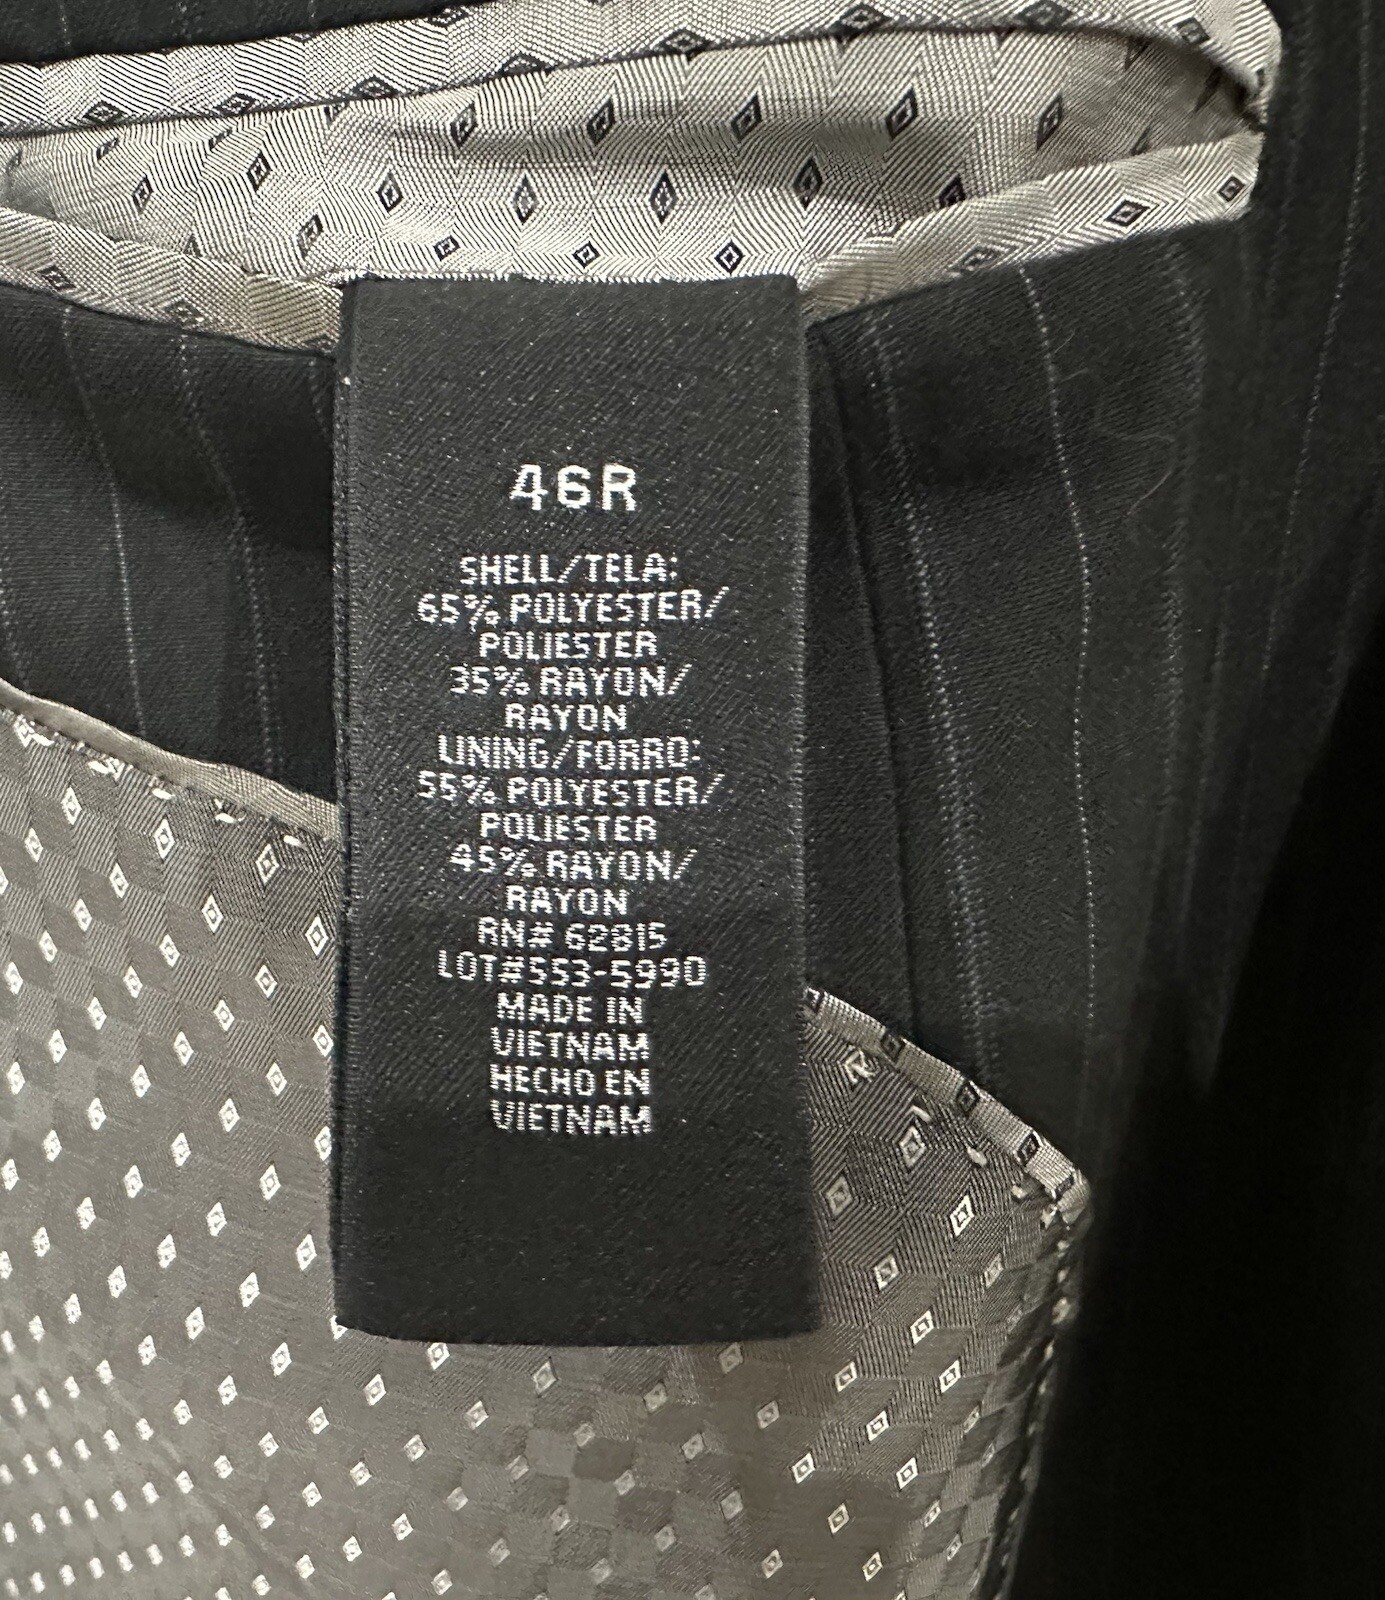 46R
SHELL/TELA:
65% POLYESTER/
POLIESTER
35% RAYON/
RAYON
LINING/FORRO:
55% POLYESTER/
POLIESTER
45% RAYON/
RAYON
RN# 62815
LOT#553-5990
MADE IN
VIETNAM
HECHO EN
VIETNAM